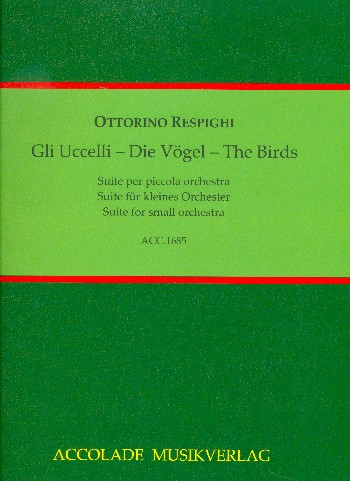 OTTORINO RESPIGHI
Gli Uccelli – Die Vögel – The Birds
Suite per piccola orchestra
Suite für kleines Orchester
Suite for small orchestra
ACC.1685
ACCOLADE MUSIKVERLAG